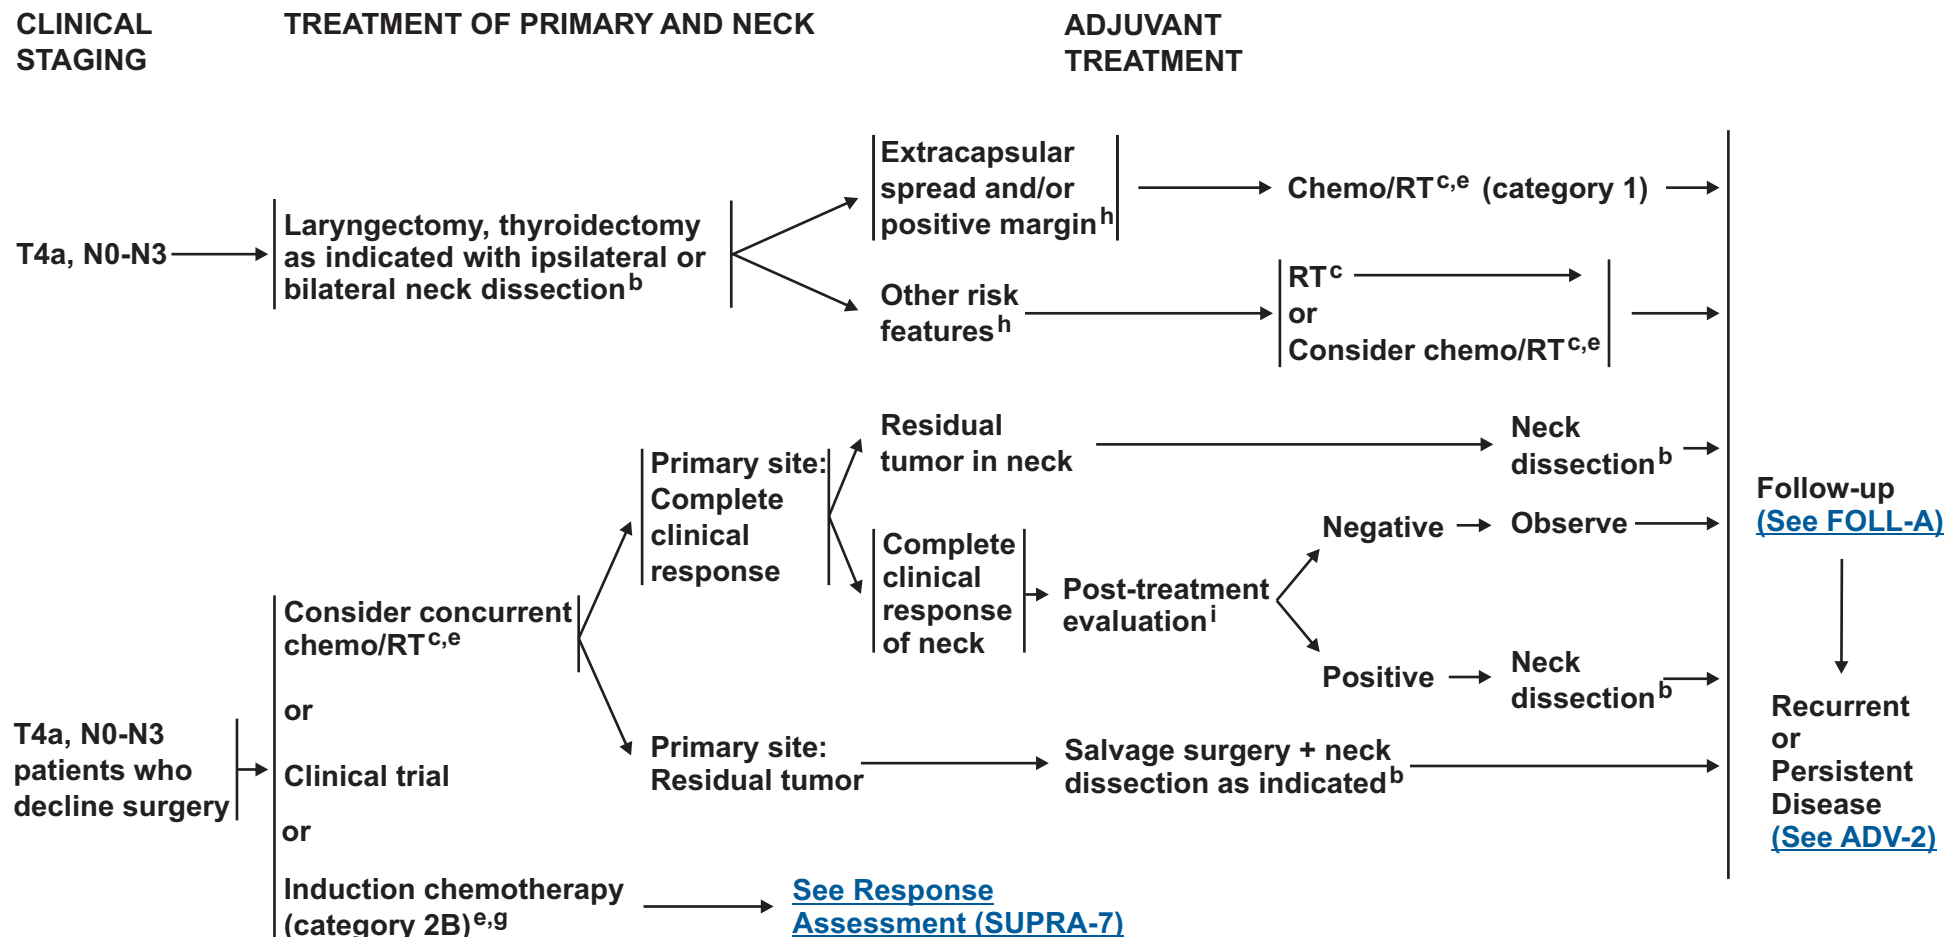 CLINICAL
STAGING
TREATMENT OF PRIMARY AND NECK
ADJUVANT
TREATMENT
T4a, N0-N3
Laryngectomy, thyroidectomy
as indicated with ipsilateral or
bilateral neck dissection b
Extracapsular
spread and/or
positive margin h
Chemo/RT c,e (category 1)
Other risk
features h
RT c
or
Consider chemo/RT c,e
T4a, N0-N3
patients who
decline surgery
Consider concurrent
chemo/RT c,e
or
Clinical trial
or
Induction chemotherapy
(category 2B) e,g
See Response
Assessment (SUPRA-7)
Primary site:
Complete
clinical
response
Residual
tumor in neck
Neck
dissection b
Complete
clinical
response
of neck
Post-treatment
evaluation i
Negative
Observe
Positive
Neck
dissection b
Primary site:
Residual tumor
Salvage surgery + neck
dissection as indicated b
Follow-up
(See FOLL-A)
Recurrent
or
Persistent
Disease
(See ADV-2)